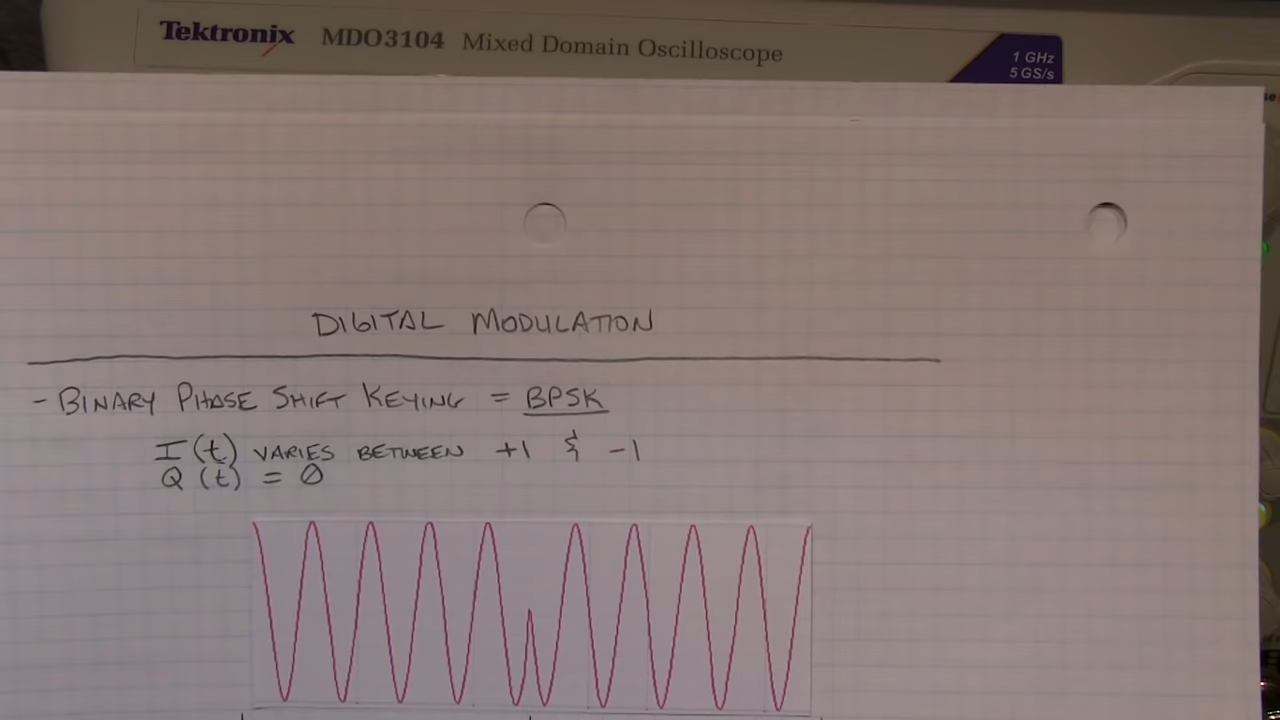 Tektronix MDO3104 Mixed Domain Oscilloscope
1 GHz
5 GS/s
DIGITAL MODULATION
- BINARY PHASE SHIFT KEYING = BPSK
I(t) VARIES BETWEEN +1 & -1
Q(t) = 0